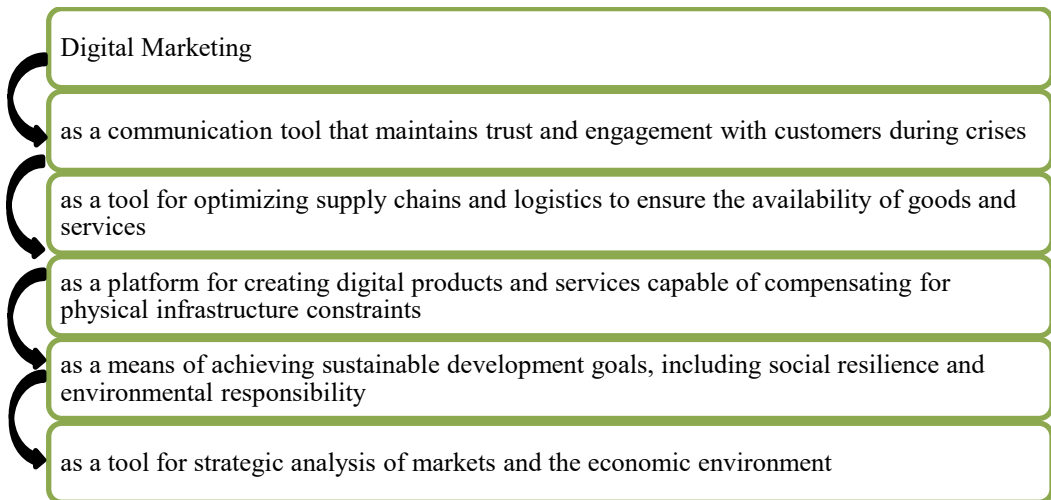 Digital Marketing
as a communication tool that maintains trust and engagement with customers during crises
as a tool for optimizing supply chains and logistics to ensure the availability of goods and
services
as a platform for creating digital products and services capable of compensating for
physical infrastructure constraints
as a means of achieving sustainable development goals, including social resilience and
environmental responsibility
as a tool for strategic analysis of markets and the economic environment